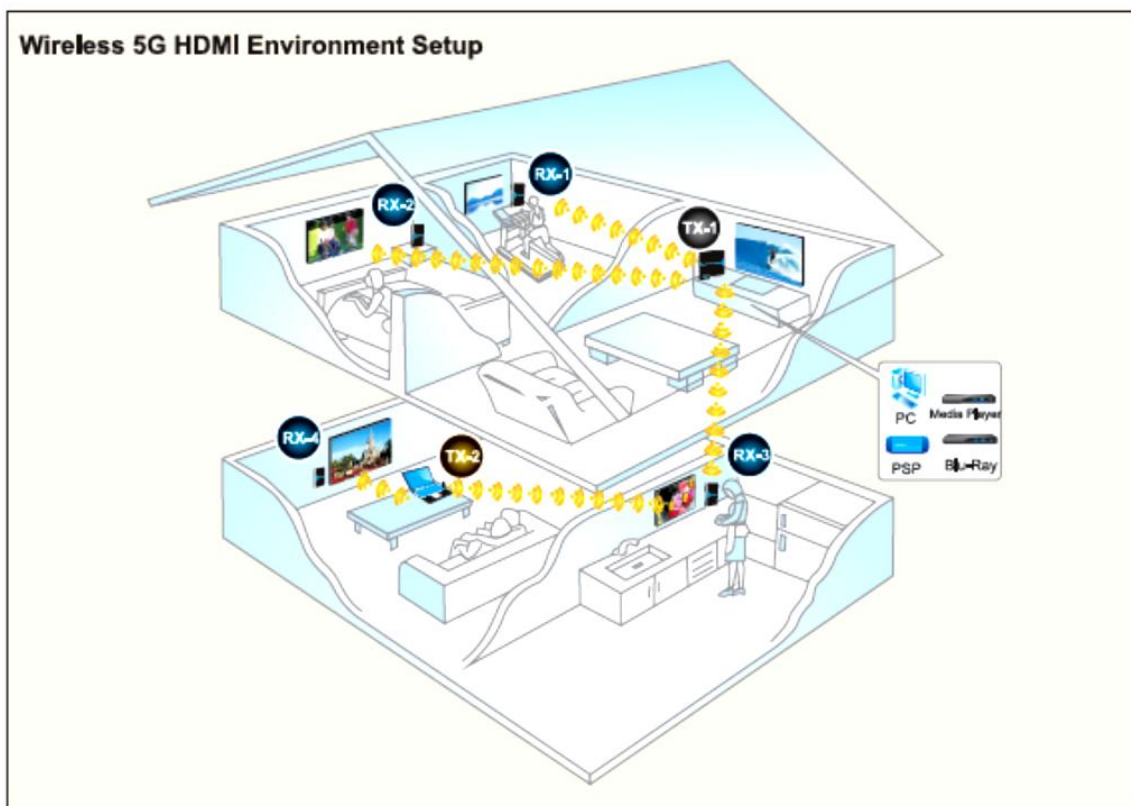 Wireless 5G HDMI Environment Setup
RX-1
RX-2
TX-1
PC
Media Player
PSP
Blu-Ray
RX-4
TX-2
RX-3